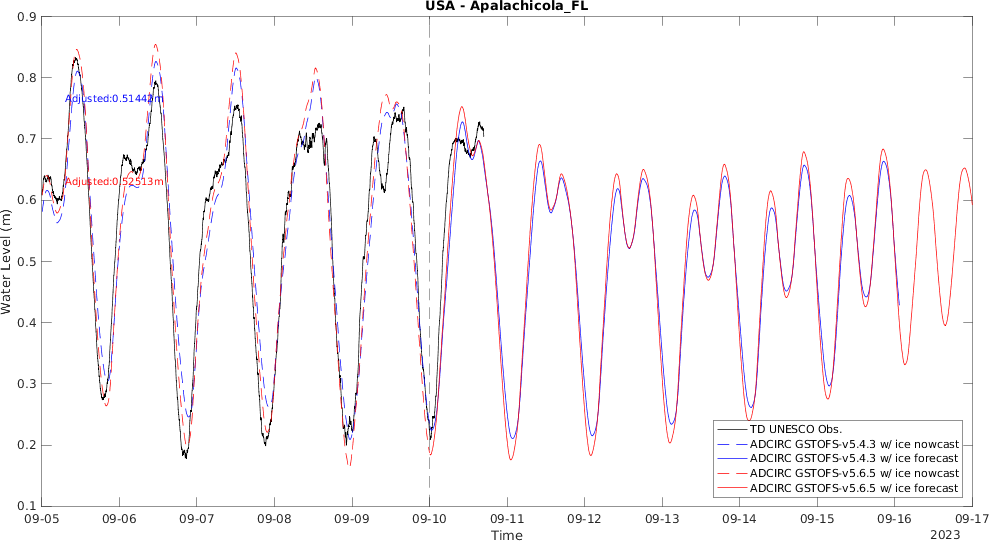 USA - Apalachicola_FL
0.9
0.8
0.7
0.6
0.5
0.4
0.3
0.2
0.1
Water Level (m)
Adjusted:0.51442m
Adjusted:0.52513m
TD UNESCO Obs.
ADCIRC GSTOFS-v5.4.3 w/ ice nowcast
ADCIRC GSTOFS-v5.4.3 w/ ice forecast
ADCIRC GSTOFS-v5.6.5 w/ ice nowcast
ADCIRC GSTOFS-v5.6.5 w/ ice forecast
09-05 09-06 09-07 09-08 09-09 09-10 09-11 09-12 09-13 09-14 09-15 09-16 09-17
Time
2023